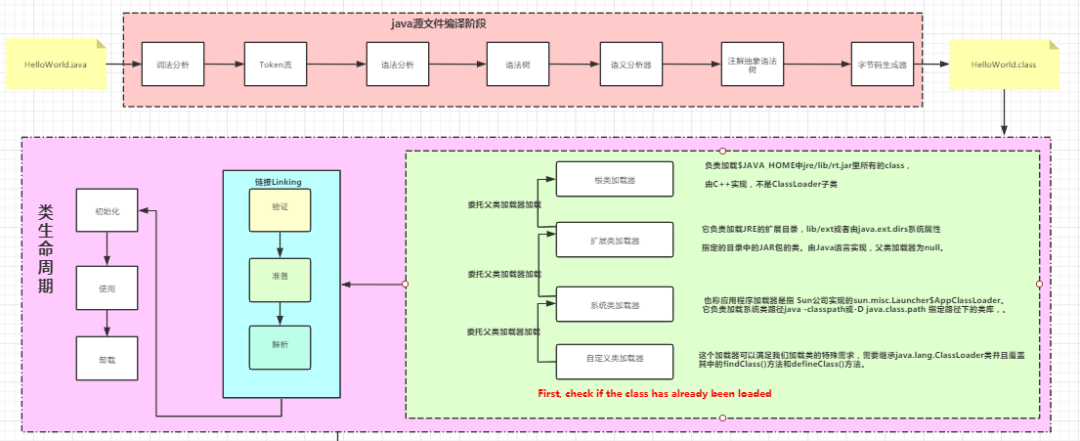 java源文件编译阶段
HelloWorld.java
词法分析
Token流
语法分析
语法树
语义分析器
注解抽象语法
树
字节码生成器
HelloWorld.class
类生命周期
初始化
使用
卸载
链接Linking
验证
准备
解析
委托父类加载器加载
委托父类加载器加载
委托父类加载器加载
根类加载器
负责加载$JAVA_HOME中jre/lib/rt.jar里所有的class，
由C++实现，不是ClassLoader子类
扩展类加载器
它负责加载JRE的扩展目录，lib/ext或者由java.ext.dirs系统属性
指定的目录中的JAR包的类。由Java语言实现，父类加载器为null。
系统类加载器
也称应用程序加载器是指 Sun公司实现的sun.misc.Launcher$AppClassLoader。
它负责加载系统类路径java -classpath或-D java.class.path 指定路径下的类库，。
自定义类加载器
这个加载器可以满足我们加载类的特殊需求，需要继承java.lang.ClassLoader类并且覆盖
其中的findClass()方法和defineClass()方法。
First, check if the class has already been loaded